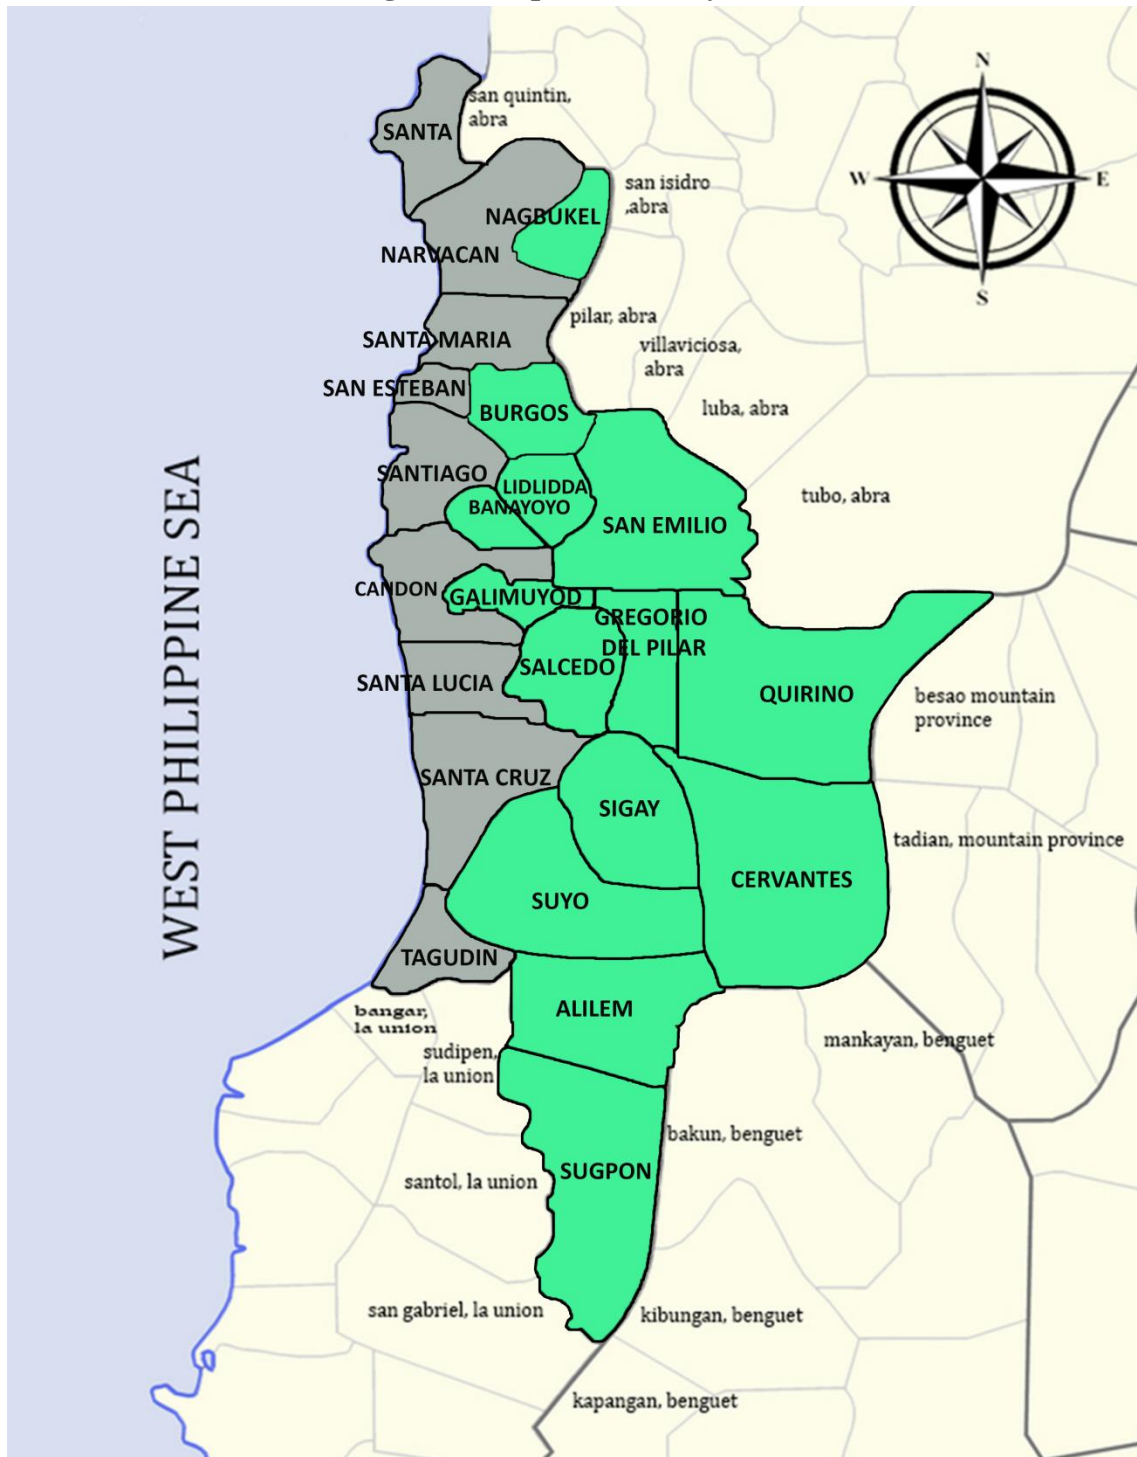 N
W
E
S
san quintin,
abra
SANTA
san isidro
,abra
NAGBUKEL
NARVACAN
pilar, abra
SANTA MARIA
villaviciosa,
abra
SAN ESTEBAN
BURGOS
luba, abra
SANTIAGO
LIDLIDDA
BANAYOYO
tubo, abra
SAN EMILIO
CANDON
GALIMUYOD
GREGORIO
DEL PILAR
SALCEDO
SANTA LUCIA
QUIRINO
besao mountain
province
WEST PHILIPPINE SEA
SANTA CRUZ
SIGAY
tadian, mountain province
CERVANTES
SUYO
TAGUDIN
ALILEM
bangar,
la union
mankayan, benguet
sudipen,
la union
bakun, benguet
SUGPON
santol, la union
san gabriel, la union
kibungan, benguet
kapangan, benguet